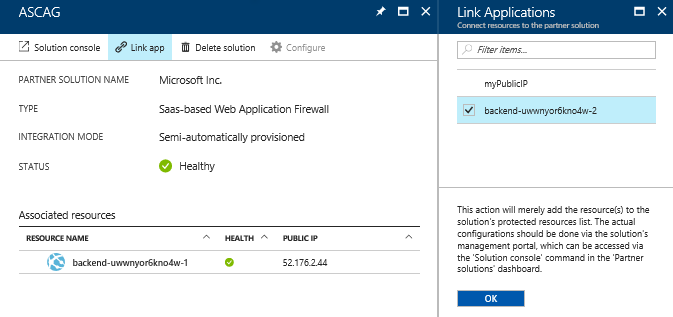 ASCAG
Solution console Link app Delete solution Configure
PARTNER SOLUTION NAME Microsoft Inc.
TYPE Saas-based Web Application Firewall
INTEGRATION MODE Semi-automatically provisioned
STATUS Healthy
Associated resources
RESOURCE NAME HEALTH PUBLIC IP
backend-uwwnyor6kno4w-1 52.176.2.44
Link Applications
Connect resources to the partner solution
Filter items...
myPublicIP
backend-uwwnyor6kno4w-2
This action will merely add the resource(s) to the
solution's protected resources list. The actual
configurations should be done via the solution's
management portal, which can be accessed via
the 'Solution console' command in the 'Partner
solutions' dashboard.
OK